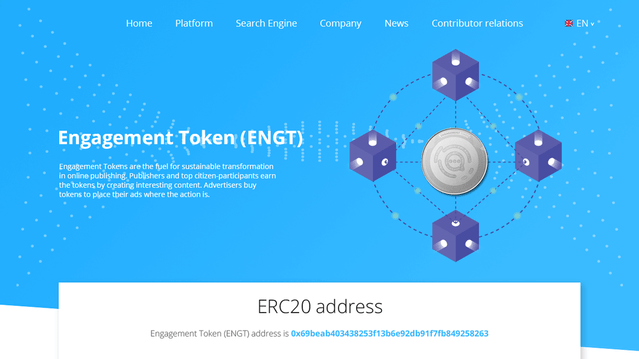 Home Platform Search Engine Company News Contributor relations EN
Engagement Token (ENGT)
Engagement Tokens are the fuel for sustainable transformation
in online publishing. Publishers and top citizen-participants earn
the tokens by creating interesting content. Advertisers buy
tokens to place their ads where the action is.
ERC20 address
Engagement Token (ENGT) address is 0x69beab403438253f13b6e92db91f7fb849258263